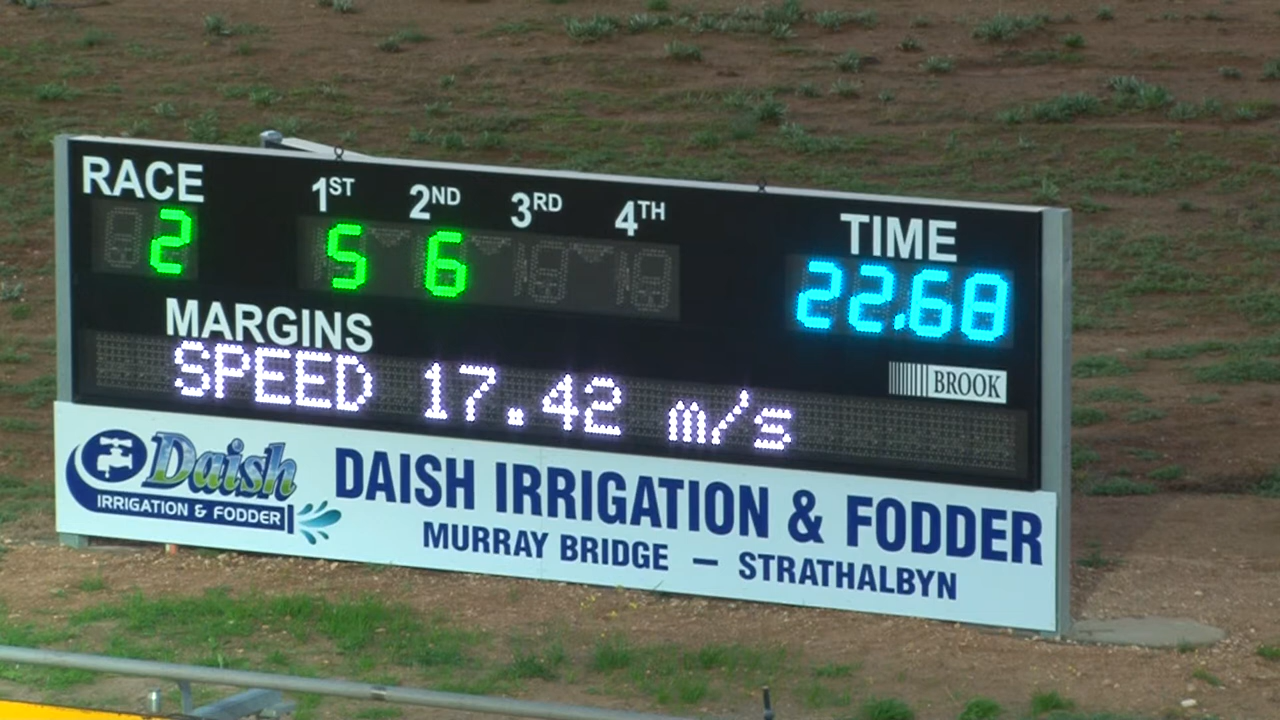 RACE 1ST 2ND 3RD 4TH TIME
2 5 6 22.68
MARGINS
BROOK
SPEED 17.42 m/s
Daish
IRRIGATION & FODDER
DAISH IRRIGATION & FODDER
MURRAY BRIDGE — STRATHALBYN